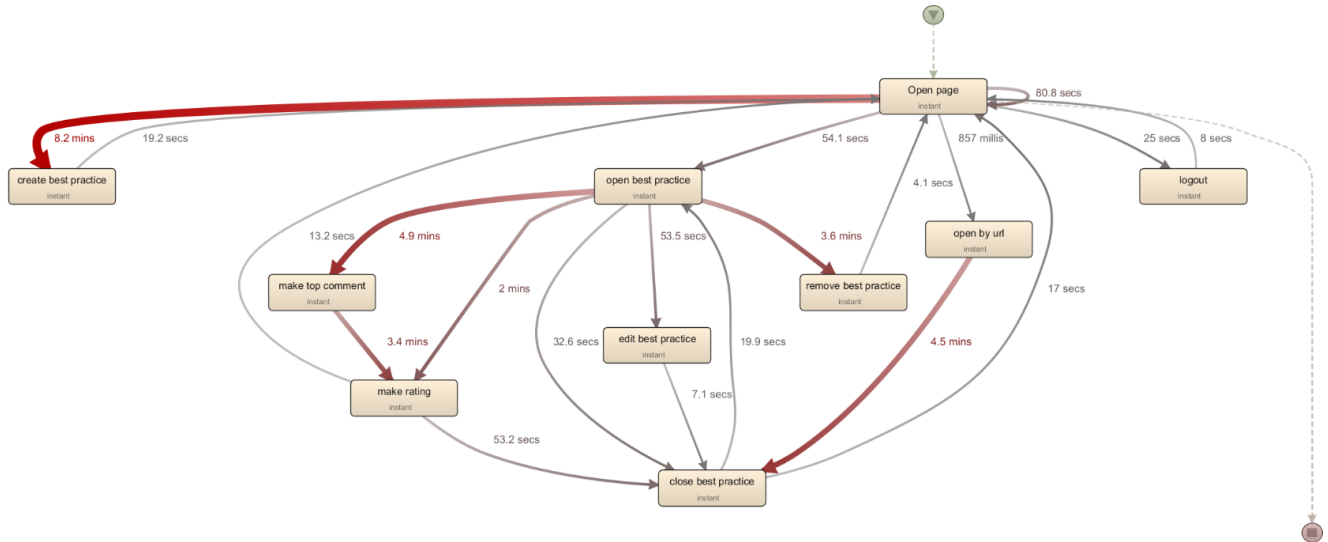 Open page
instant
80.8 secs
8.2 mins
19.2 secs
54.1 secs
857 millis
25 secs
8 secs
create best practice
instant
open best practice
instant
4.1 secs
logout
instant
13.2 secs
4.9 mins
53.5 secs
3.6 mins
open by url
instant
make top comment
instant
2 mins
remove best practice
instant
17 secs
3.4 mins
32.6 secs
edit best practice
instant
19.9 secs
4.5 mins
make rating
instant
7.1 secs
53.2 secs
close best practice
instant